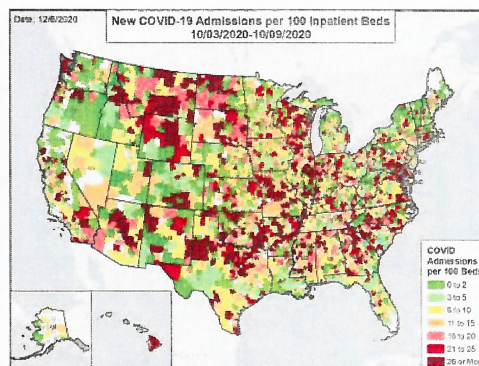 Date: 12/6/2020
New COVID-19 Admissions per 100 Inpatient Beds
10/03/2020-10/09/2020
COVID
Admissions
per 100 Beds
0 to 2
3 to 5
6 to 10
11 to 15
16 to 20
21 to 25
26 or Mor